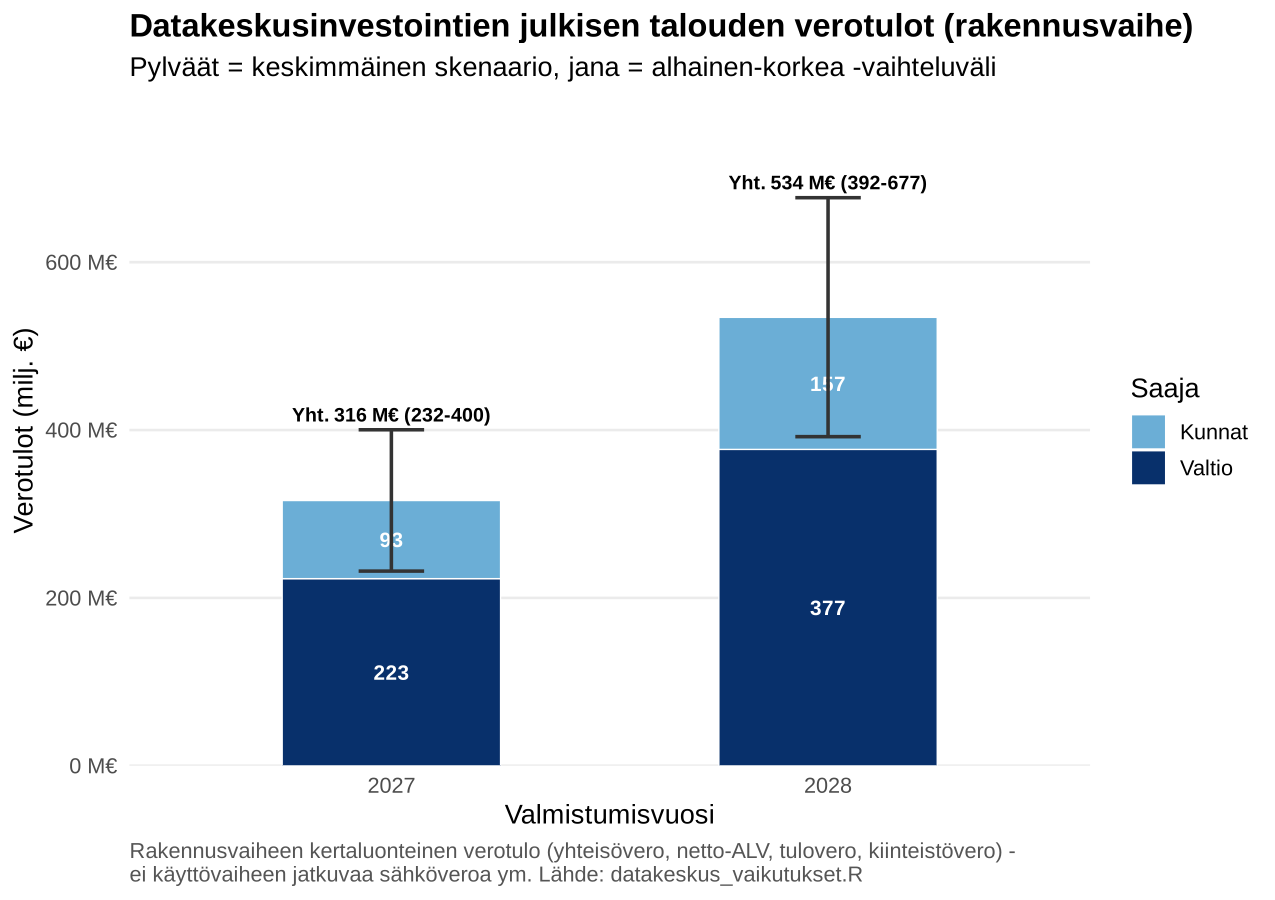 Datakeskusinvestointien julkisen talouden verotulot (rakennusvaihe)
Pylväät = keskimmäinen skenaario, jana = alhainen-korkea -vaihteluväli
Yht. 534 M€ (392-677)
600 M€
Verotulot (milj. €)
157
Saaja
Yht. 316 M€ (232-400)
400 M€
Kunnat
Valtio
93
200 M€
377
223
0 M€
2027
2028
Valmistumisvuosi
Rakennusvaiheen kertaluonteinen verotulo (yhteisövero, netto-ALV, tulovero, kiinteistövero) -
ei käyttövaiheen jatkuvaa sähköveroa ym. Lähde: datakeskus_vaikutukset.R